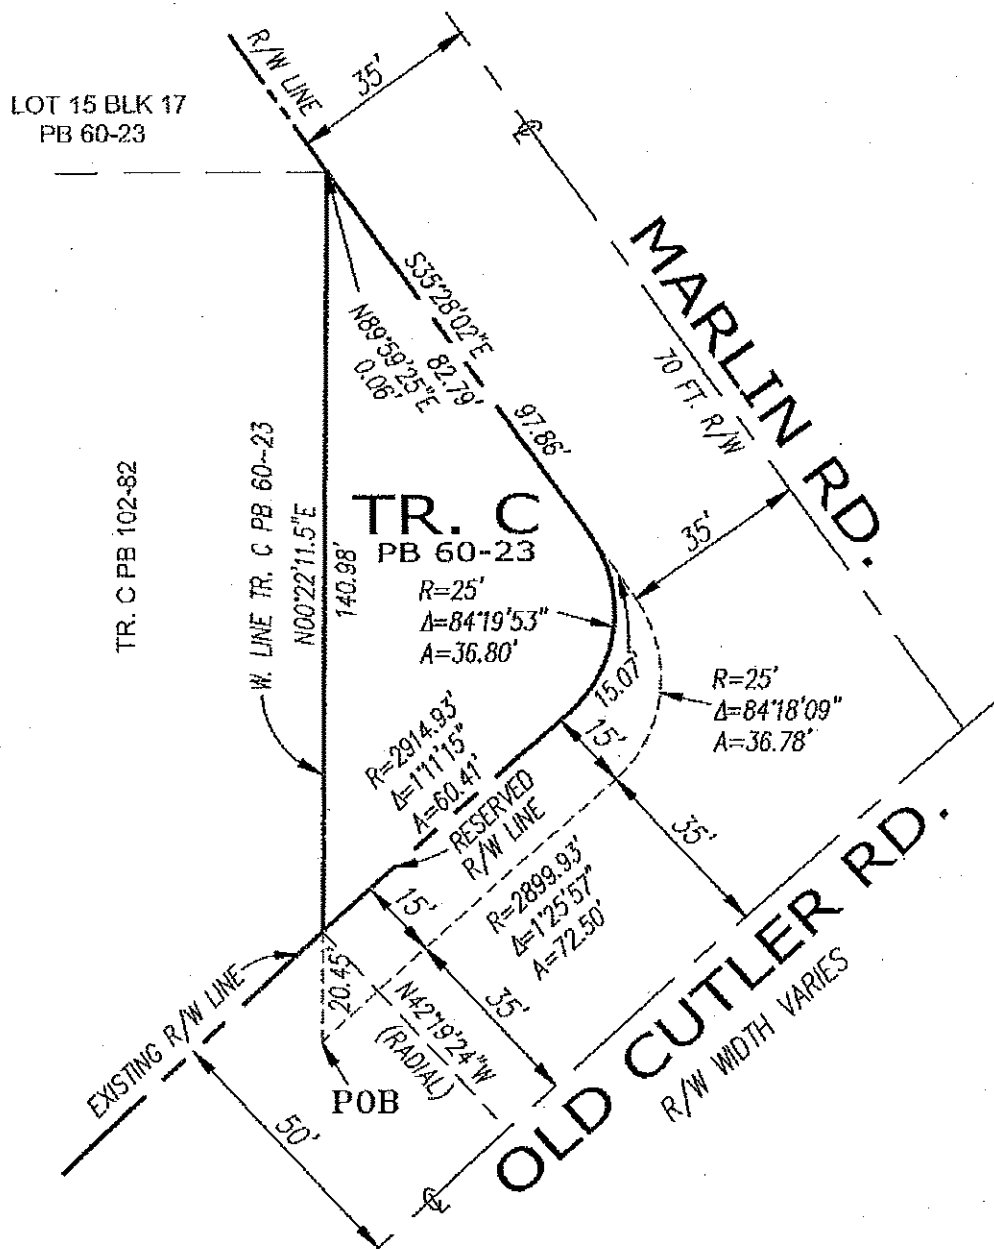 R/W LINE
35'
LOT 15 BLK 17
PB 60-23
℄
MARLIN RD.
70 FT. R/W
S35°28'02"E
82.79'
97.86'
N89°59'25"E
0.06'
TR. C PB 102-82
W. LINE TR. C PB 60-23
N00°22'11.5"E
140.98'
TR. C
PB 60-23
35'
R=25'
Δ=84°19'53"
A=36.80'
15.07'
R=25'
Δ=84°18'09"
A=36.78'
R=2914.93'
Δ=1°11'15"
A=60.41'
15'
RESERVED
R/W LINE
35'
15'
R=2899.93'
Δ=1°25'57"
A=72.50'
EXISTING R/W LINE
20.45
N42°19'24"W
(RADIAL)
35'
POB
50'
OLD CUTLER RD.
R/W WIDTH VARIES
℄